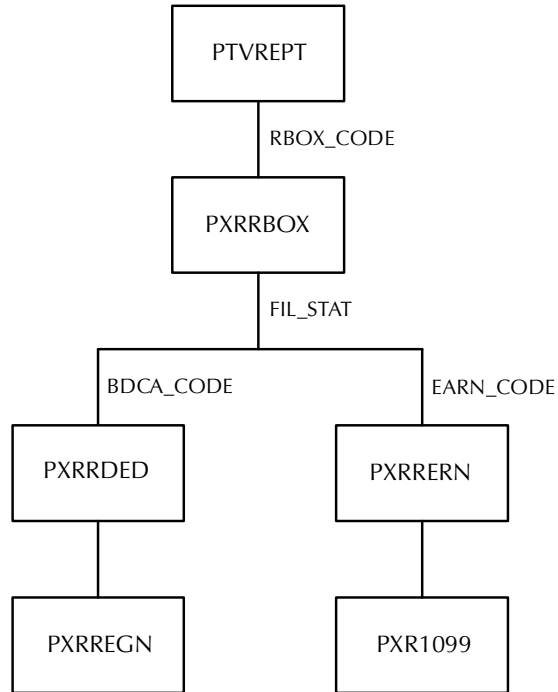 PTVREPT
RBOX_CODE
PXRRBOX
FIL_STAT
BDCA_CODE
EARN_CODE
PXRRDED
PXRRERN
PXRREGN
PXR1099